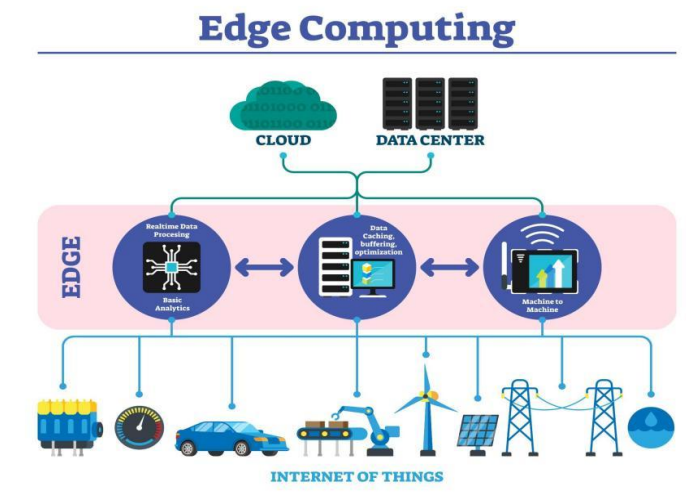 Edge Computing
CLOUD
DATA CENTER
EDGE
Realtime Data
Procesing
Basic
Analytics
Data
Caching,
buffering,
optimization
Machine to
Machine
INTERNET OF THINGS